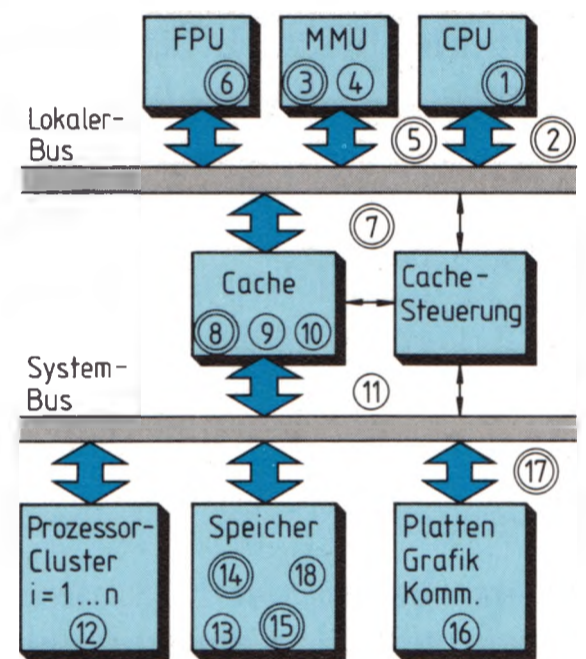 FPU
6
MMU
3 4
CPU
1
Lokaler-
Bus
5
2
7
Cache
8 9 10
Cache-
Steuerung
System-
Bus
11
17
Prozessor-
Cluster
i=1...n
12
Speicher
14 18
13 15
Platten
Grafik
Komm.
16